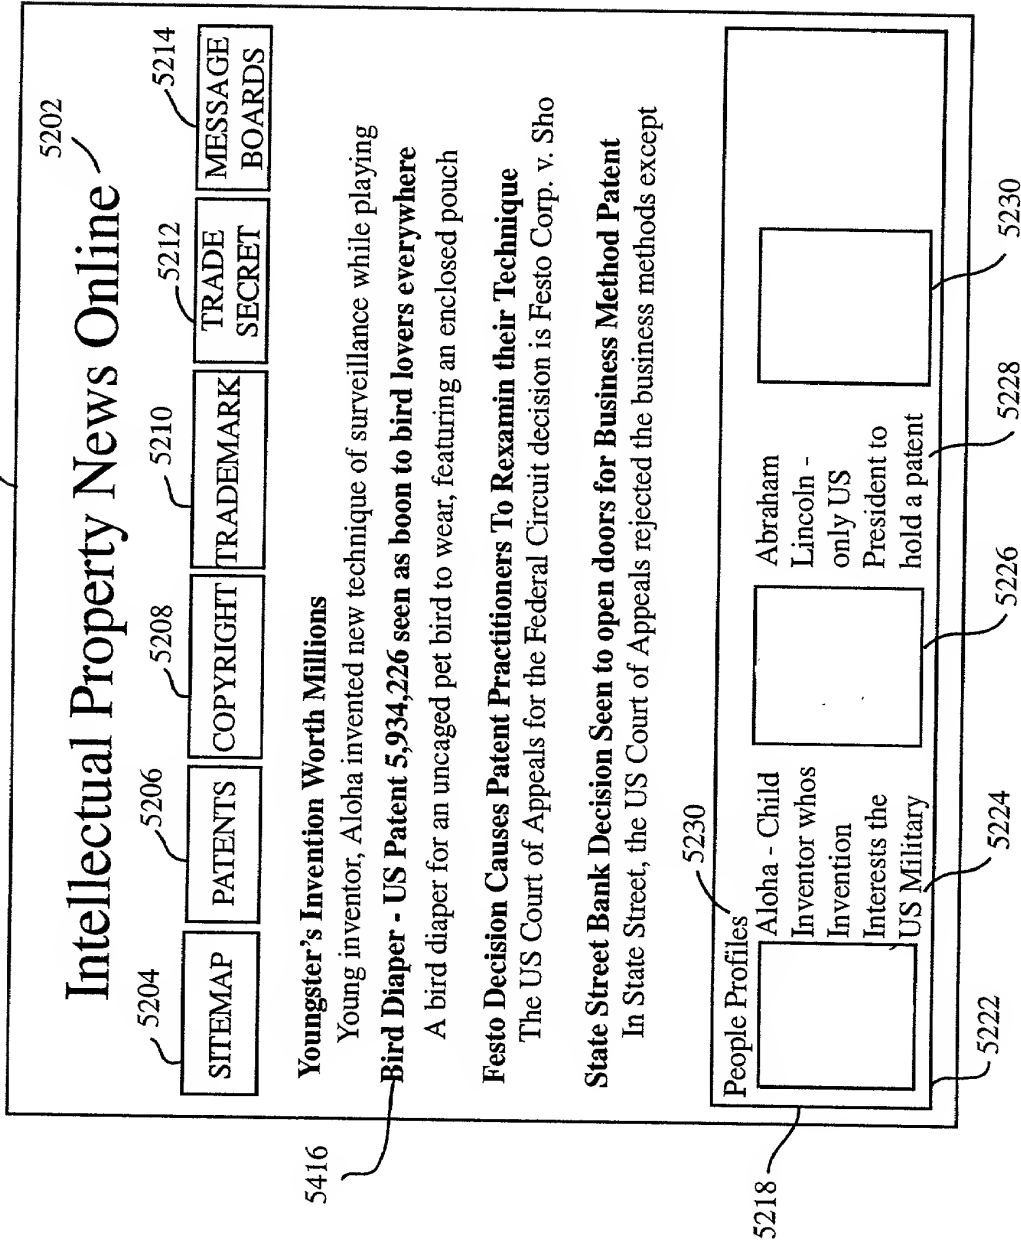 5202
Intellectual Property News Online
5204
5206
5208
5210
5212
5214
SITEMAP
PATENTS
COPYRIGHT
TRADEMARK
TRADE
SECRET
MESSAGE
BOARDS
Youngster's Invention Worth Millions
Young inventor, Aloha invented new technique of surveillance while playing
5416
Bird Diaper - US Patent 5,934,226 seen as boon to bird lovers everywhere
A bird diaper for an uncaged pet bird to wear, featuring an enclosed pouch
Festo Decision Causes Patent Practitioners To Rexamin their Technique
The US Court of Appeals for the Federal Circuit decision is Festo Corp. v. Sho
State Street Bank Decision Seen to open doors for Business Method Patent
In State Street, the US Court of Appeals rejected the business methods except
5230
People Profiles
Aloha - Child
Inventor whos
Invention
Interests the
US Military
Abraham
Lincoln -
only US
President to
hold a patent
5218
5222
5224
5226
5228
5230